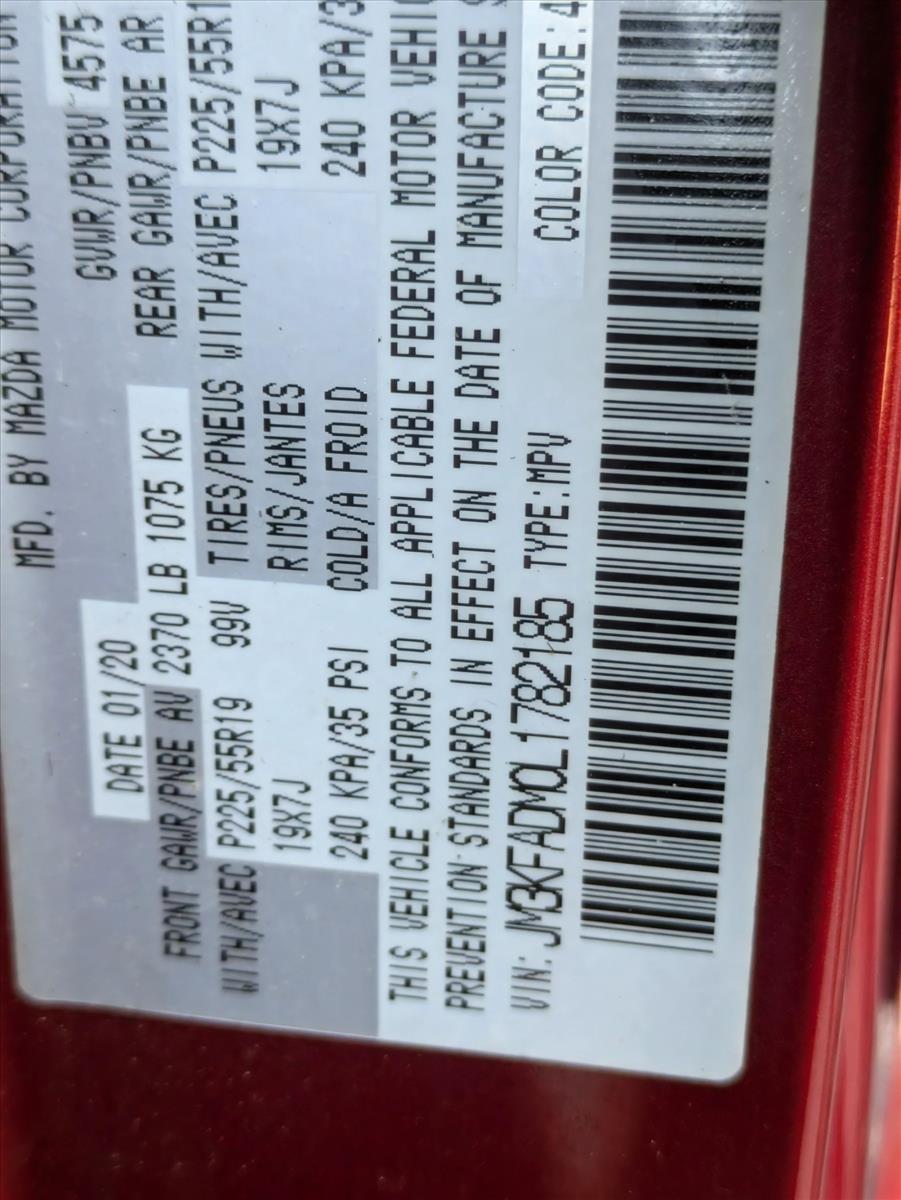 MFD. BY MAZDA MOTOR CORPORATION
DATE 01/20 GVWR/PNBV 4575
FRONT GAWR/PNBE AV 2370 LB 1075 KG REAR GAWR/PNBE AR
WITH/AVEC P225/55R19 99V TIRES/PNEUS WITH/AVEC P225/55R1
19X7J RIMS/JANTES 19X7J
240 KPA/35 PSI COLD/A FROID 240 KPA/3
THIS VEHICLE CONFORMS TO ALL APPLICABLE FEDERAL MOTOR VEHIC
PREVENTION STANDARDS IN EFFECT ON THE DATE OF MANUFACTURE S
VIN: JM3KFADM0L1782185 TYPE:MPV COLOR CODE:4